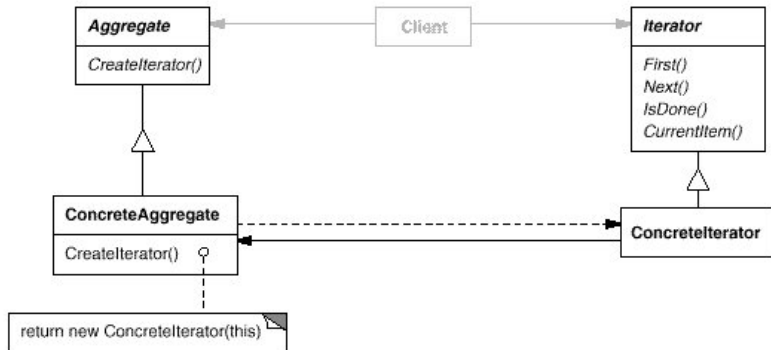 Aggregate
CreateIterator()
Client
Iterator
First()
Next()
IsDone()
CurrentItem()
ConcreteAggregate
CreateIterator()
ConcreteIterator
return new ConcreteIterator(this)